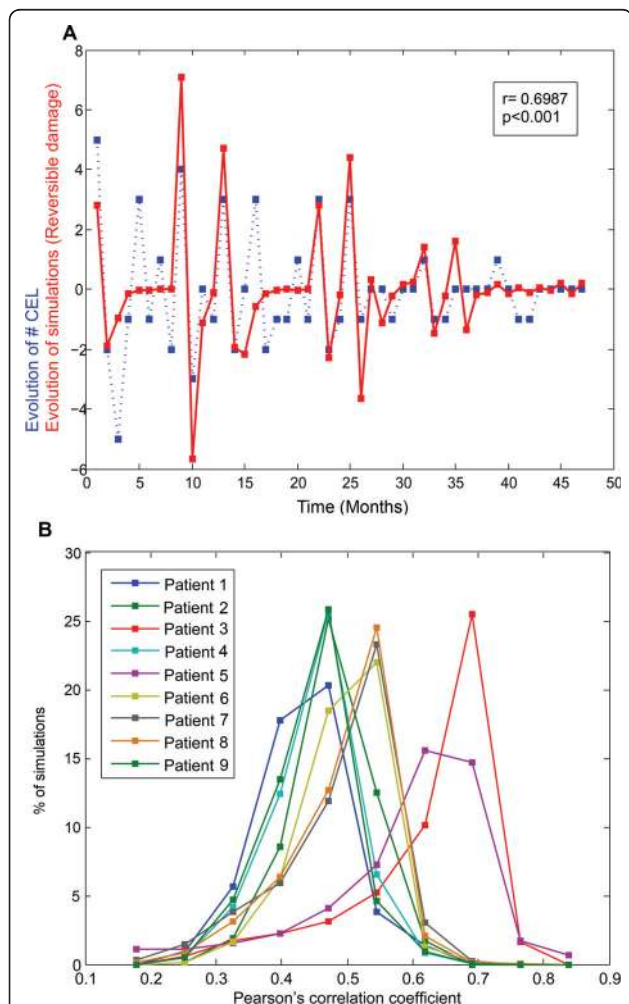 A
Evolution of # CEL
Evolution of simulations (Reversible damage)
8
6
4
2
0
−2
−4
−6
r= 0.6987
p<0.001
0
5
10
15
20
25
30
35
40
45
50
Time (Months)
B
% of simulations
30
25
20
15
10
5
0
Patient 1
Patient 2
Patient 3
Patient 4
Patient 5
Patient 6
Patient 7
Patient 8
Patient 9
0.1
0.2
0.3
0.4
0.5
0.6
0.7
0.8
0.9
Pearson's correlation coefficient